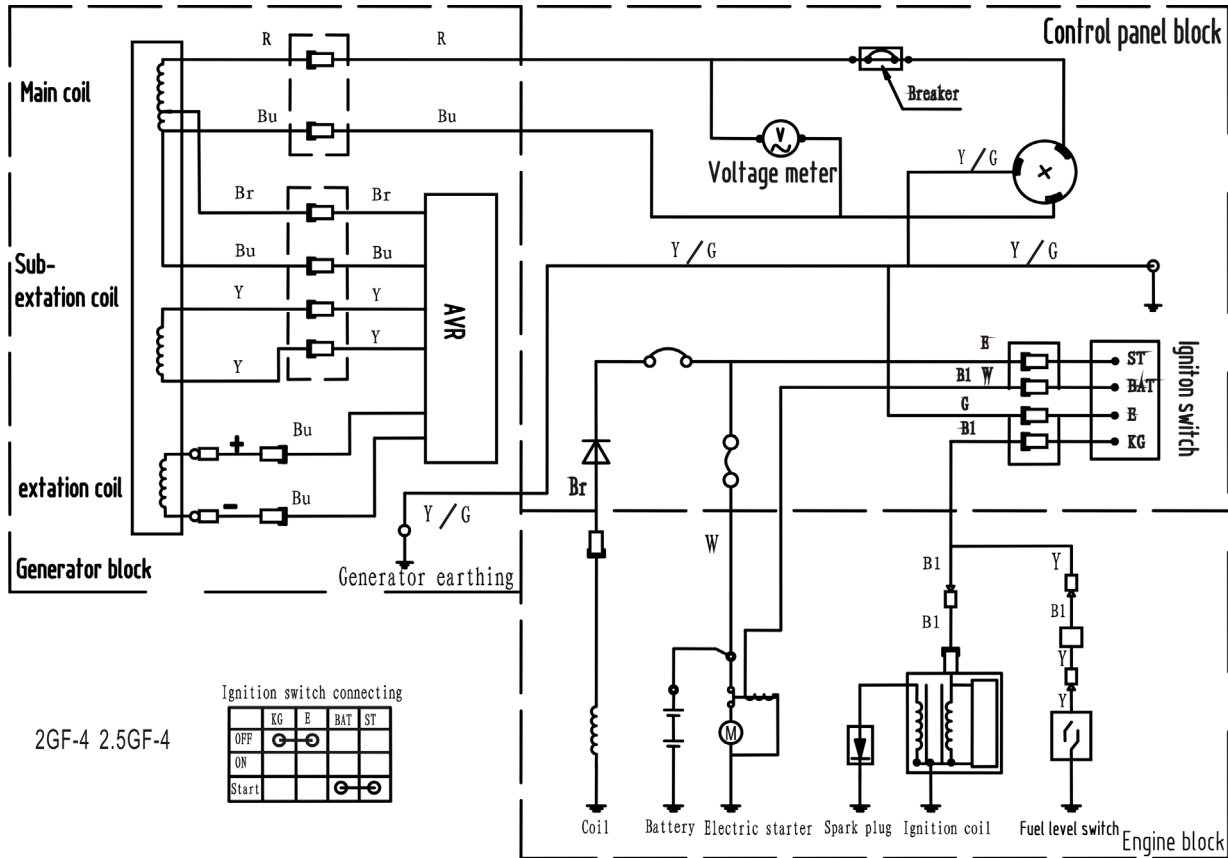 Control panel block
R
R
Main coil
Breaker
Bu
Bu
V
Voltage meter
Y/G
Br
Br
Sub-
extation coil
Bu
Bu
Y/G
Y/G
Y
Y
AVR
Y
Y
E
ST
B1 W
BAT
G
E
B1
KG
Igniton switch
+
Bu
extation coil
-
Bu
Br
Y/G
W
Generator block
Generator earthing
B1
Y
B1
B1
Y
Y
M
Ignition switch connecting
KG E BAT ST
OFF
ON
Start
2GF-4 2.5GF-4
Coil
Battery
Electric starter
Spark plug
Ignition coil
Fuel level switch
Engine block